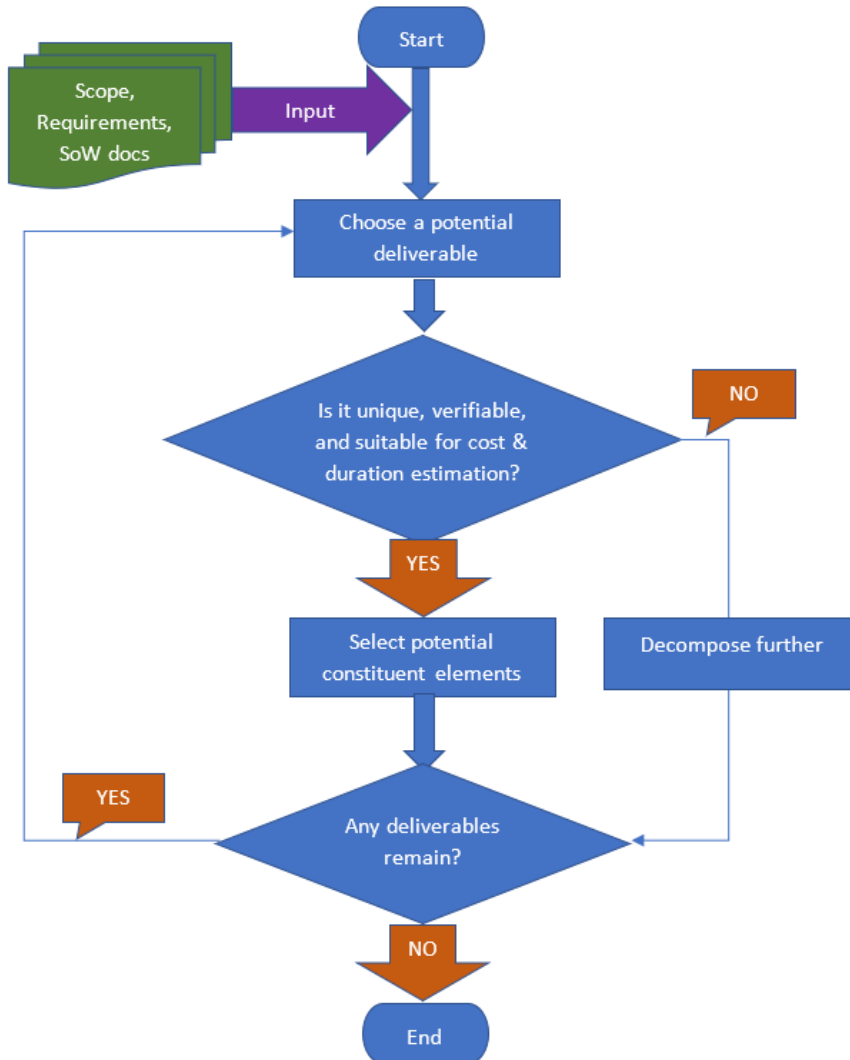 Start
Scope,
Requirements,
SoW docs
Input
Choose a potential
deliverable
Is it unique, verifiable,
and suitable for cost &
duration estimation?
NO
YES
Select potential
constituent elements
Decompose further
YES
Any deliverables
remain?
NO
End